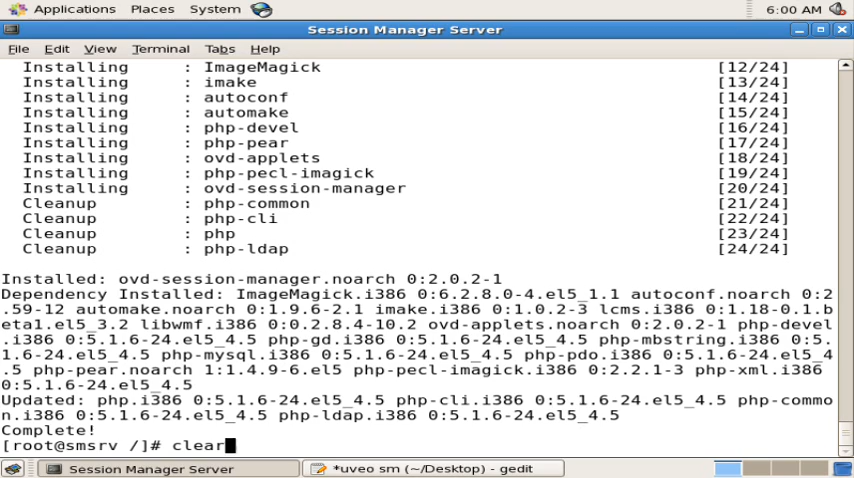 Applications Places System 6:00 AM
Session Manager Server
File Edit View Terminal Tabs Help
Installing : ImageMagick [12/24]
Installing : imake [13/24]
Installing : autoconf [14/24]
Installing : automake [15/24]
Installing : php-devel [16/24]
Installing : php-pear [17/24]
Installing : ovd-applets [18/24]
Installing : php-pecl-imagick [19/24]
Installing : ovd-session-manager [20/24]
Cleanup : php-common [21/24]
Cleanup : php-cli [22/24]
Cleanup : php [23/24]
Cleanup : php-ldap [24/24]
Installed: ovd-session-manager.noarch 0:2.0.2-1
Dependency Installed: ImageMagick.i386 0:6.2.8.0-4.el5_1.1 autoconf.noarch 0:2
.59-12 automake.noarch 0:1.9.6-2.1 imake.i386 0:1.0.2-3 lcms.i386 0:1.18-0.1.b
eta1.el5_3.2 libwmf.i386 0:0.2.8.4-10.2 ovd-applets.noarch 0:2.0.2-1 php-devel
.i386 0:5.1.6-24.el5_4.5 php-gd.i386 0:5.1.6-24.el5_4.5 php-mbstring.i386 0:5.
1.6-24.el5_4.5 php-mysql.i386 0:5.1.6-24.el5_4.5 php-pdo.i386 0:5.1.6-24.el5_4
.5 php-pear.noarch 1:1.4.9-6.el5 php-pecl-imagick.i386 0:2.2.1-3 php-xml.i386
0:5.1.6-24.el5_4.5
Updated: php.i386 0:5.1.6-24.el5_4.5 php-cli.i386 0:5.1.6-24.el5_4.5 php-commo
n.i386 0:5.1.6-24.el5_4.5 php-ldap.i386 0:5.1.6-24.el5_4.5
Complete!
[root@smsrv /]# clear
Session Manager Server *uveo sm (~/Desktop) - gedit